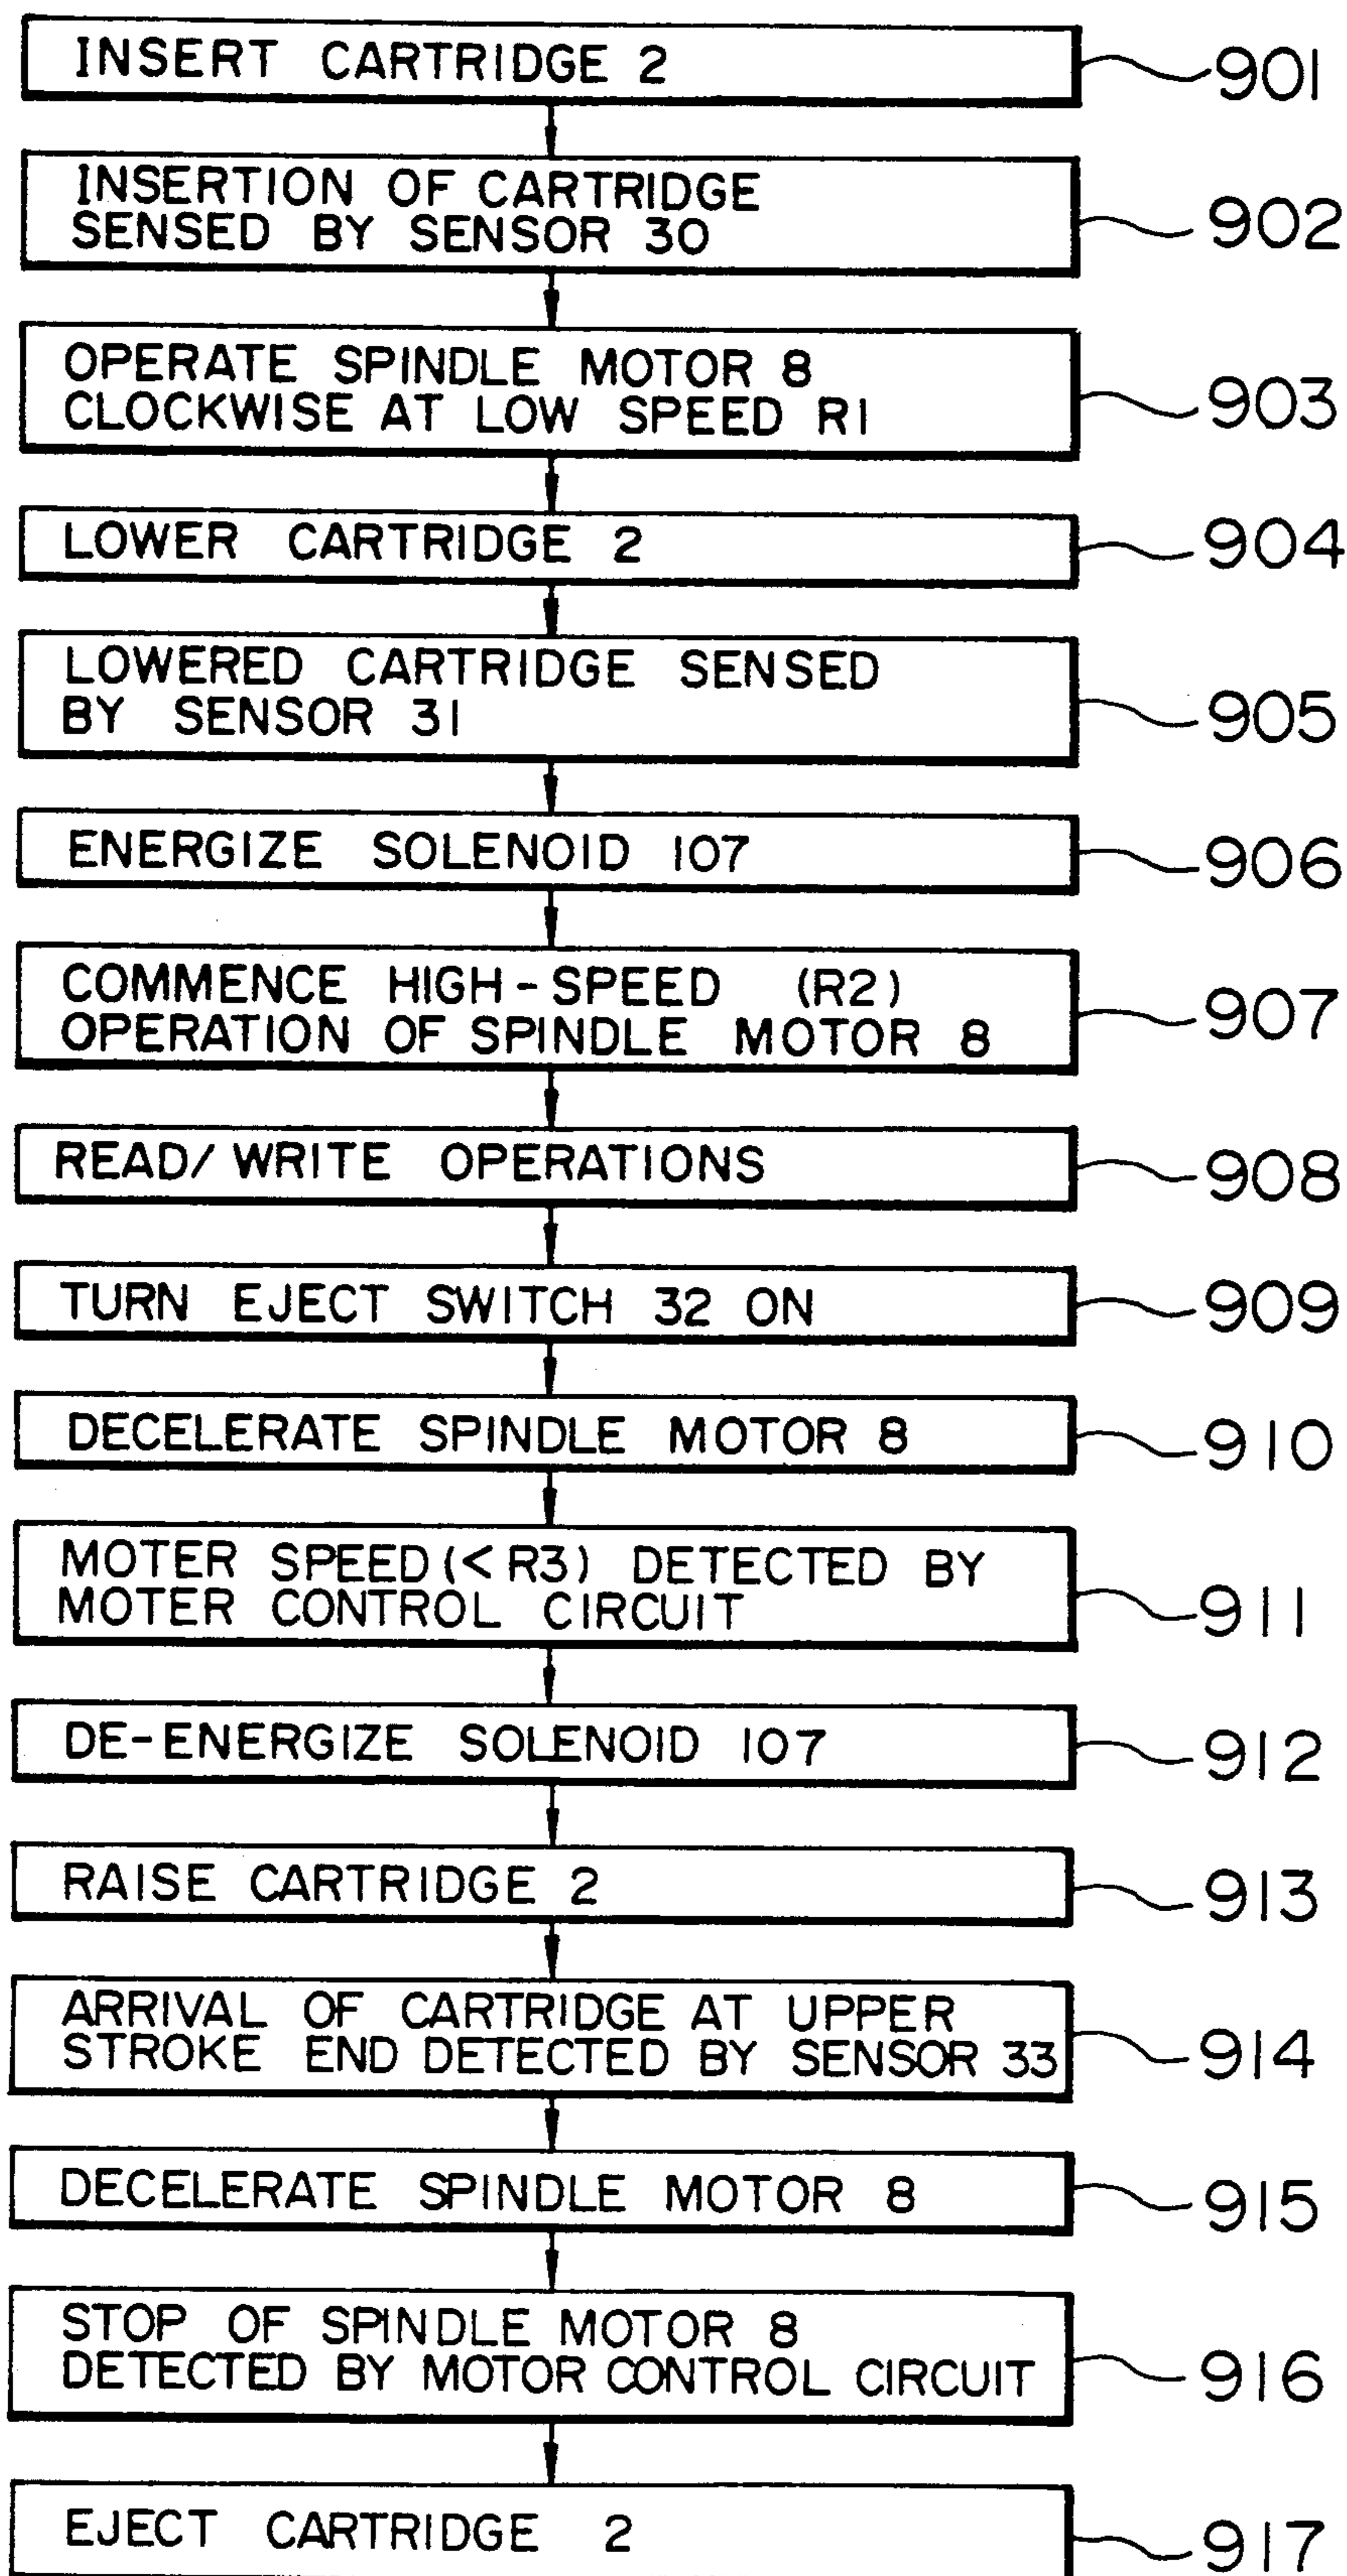 INSERT CARTRIDGE 2
901
INSERTION OF CARTRIDGE
SENSED BY SENSOR 30
902
OPERATE SPINDLE MOTOR 8
CLOCKWISE AT LOW SPEED R1
903
LOWER CARTRIDGE 2
904
LOWERED CARTRIDGE SENSED
BY SENSOR 31
905
ENERGIZE SOLENOID 107
906
COMMENCE HIGH-SPEED (R2)
OPERATION OF SPINDLE MOTOR 8
907
READ/WRITE OPERATIONS
908
TURN EJECT SWITCH 32 ON
909
DECELERATE SPINDLE MOTOR 8
910
MOTER SPEED (< R3) DETECTED BY
MOTER CONTROL CIRCUIT
911
DE-ENERGIZE SOLENOID 107
912
RAISE CARTRIDGE 2
913
ARRIVAL OF CARTRIDGE AT UPPER
STROKE END DETECTED BY SENSOR 33
914
DECELERATE SPINDLE MOTOR 8
915
STOP OF SPINDLE MOTOR 8
DETECTED BY MOTOR CONTROL CIRCUIT
916
EJECT CARTRIDGE 2
917